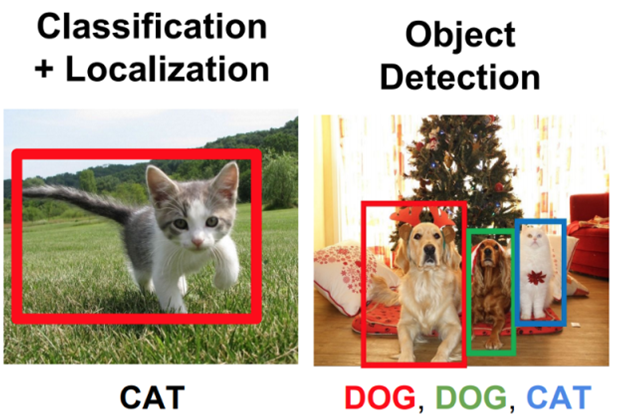 Classification
+ Localization
Object
Detection
CAT
DOG, DOG, CAT